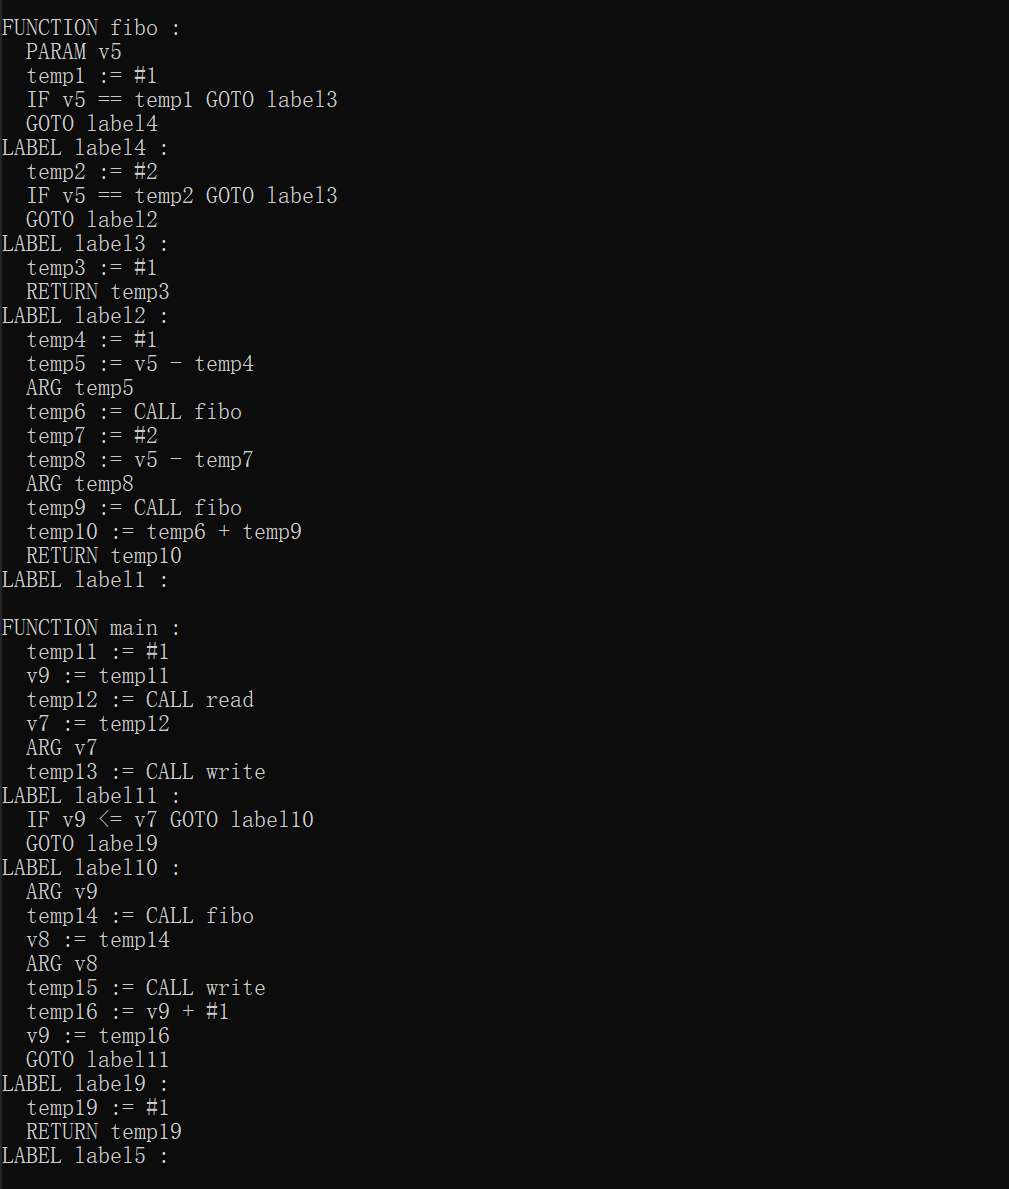 FUNCTION fibo :
  PARAM v5
  temp1 := #1
  IF v5 == temp1 GOTO label3
  GOTO label4
LABEL label4 :
  temp2 := #2
  IF v5 == temp2 GOTO label3
  GOTO label2
LABEL label3 :
  temp3 := #1
  RETURN temp3
LABEL label2 :
  temp4 := #1
  temp5 := v5 - temp4
  ARG temp5
  temp6 := CALL fibo
  temp7 := #2
  temp8 := v5 - temp7
  ARG temp8
  temp9 := CALL fibo
  temp10 := temp6 + temp9
  RETURN temp10
LABEL label1 :

FUNCTION main :
  temp11 := #1
  v9 := temp11
  temp12 := CALL read
  v7 := temp12
  ARG v7
  temp13 := CALL write
LABEL label11 :
  IF v9 <= v7 GOTO label10
  GOTO label9
LABEL label10 :
  ARG v9
  temp14 := CALL fibo
  v8 := temp14
  ARG v8
  temp15 := CALL write
  temp16 := v9 + #1
  v9 := temp16
  GOTO label11
LABEL label9 :
  temp19 := #1
  RETURN temp19
LABEL label5 :